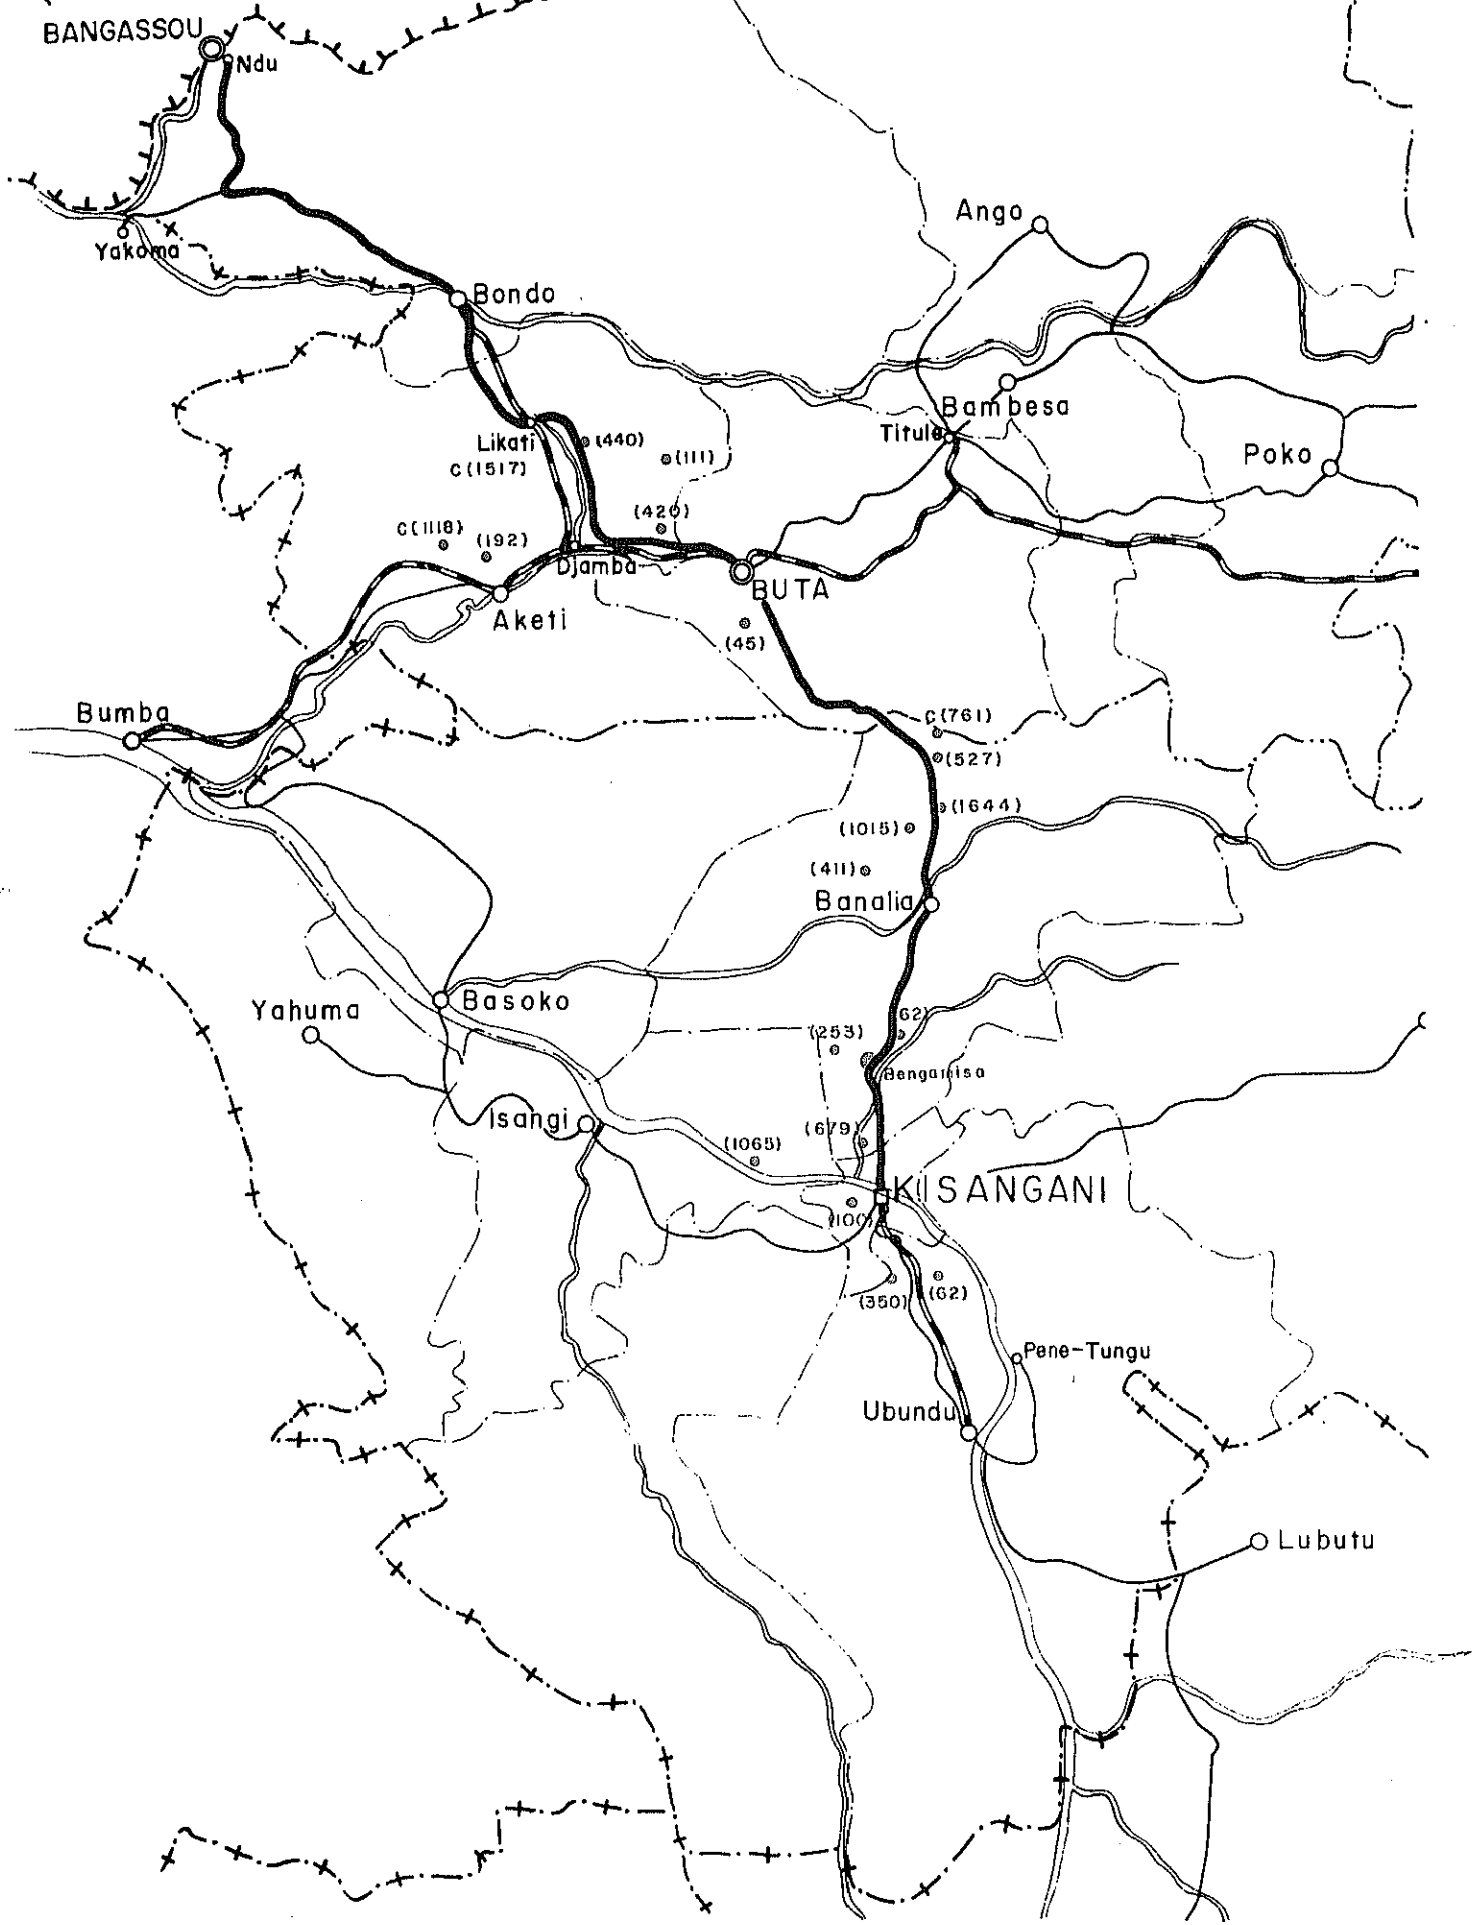 BANGASSOU
Ndu
Yakoma
Ango
Bondo
Bambesa
Titule
Likati
(440)
C(1517)
(111)
Poko
(420)
C(1118)
(192)
Djamba
BUTA
Aketi
(45)
Bumba
C(761)
(527)
(1644)
(1015)
(411)
Banalia
Basoko
Yahuma
62)
(253)
Bengamisa
Isangi
(679)
(1065)
KISANGANI
(100)
(350)
(62)
Pene-Tungu
Ubundu
Lubutu